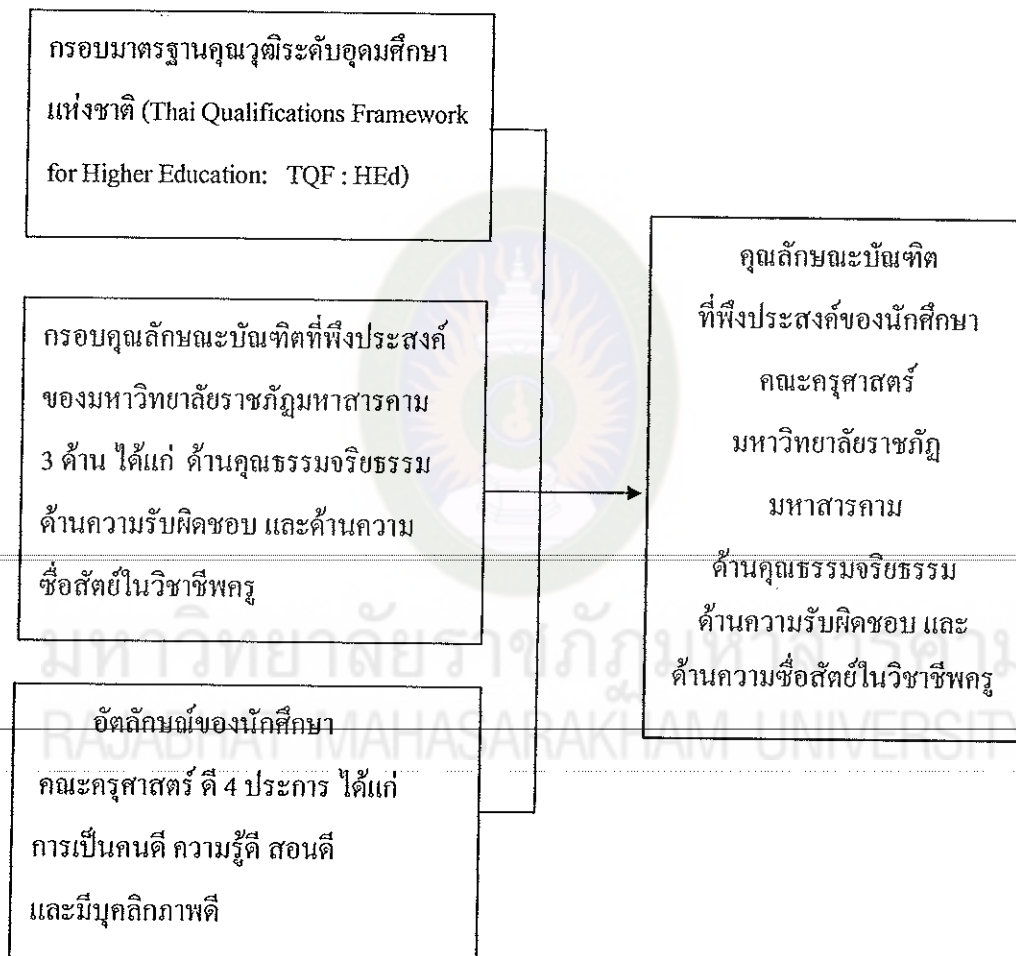 กรอบมาตรฐานคุณวุฒิระดับอุดมศึกษา
แห่งชาติ (Thai Qualifications Framework
for Higher Education: TQF : HEd)
กรอบคุณลักษณะบัณฑิตที่พึงประสงค์
ของมหาวิทยาลัยราชภัฏมหาสารคาม
3 ด้าน ได้แก่ ด้านคุณธรรมจริยธรรม
ด้านความรับผิดชอบ และด้านความ
ซื่อสัตย์ในวิชาชีพครู
อัตลักษณ์ของนักศึกษา
คณะครุศาสตร์ ดี 4 ประการ ได้แก่
การเป็นคนดี ความรู้ดี สอนดี
และมีบุคลิกภาพดี
คุณลักษณะบัณฑิต
ที่พึงประสงค์ของนักศึกษา
คณะครุศาสตร์
มหาวิทยาลัยราชภัฏ
มหาสารคาม
ด้านคุณธรรมจริยธรรม
ด้านความรับผิดชอบ และ
ด้านความซื่อสัตย์ในวิชาชีพครู
มหาวิทยาลัยราชภัฏมหาสารคาม
RAJABHAT MAHASARAKHAM UNIVERSITY